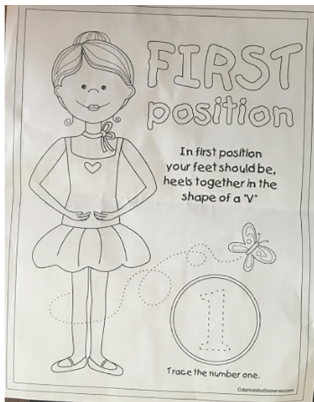 FIRST
position
In first position
your feet should be,
heels together in the
shape of a "V"
1
Trace the number one.